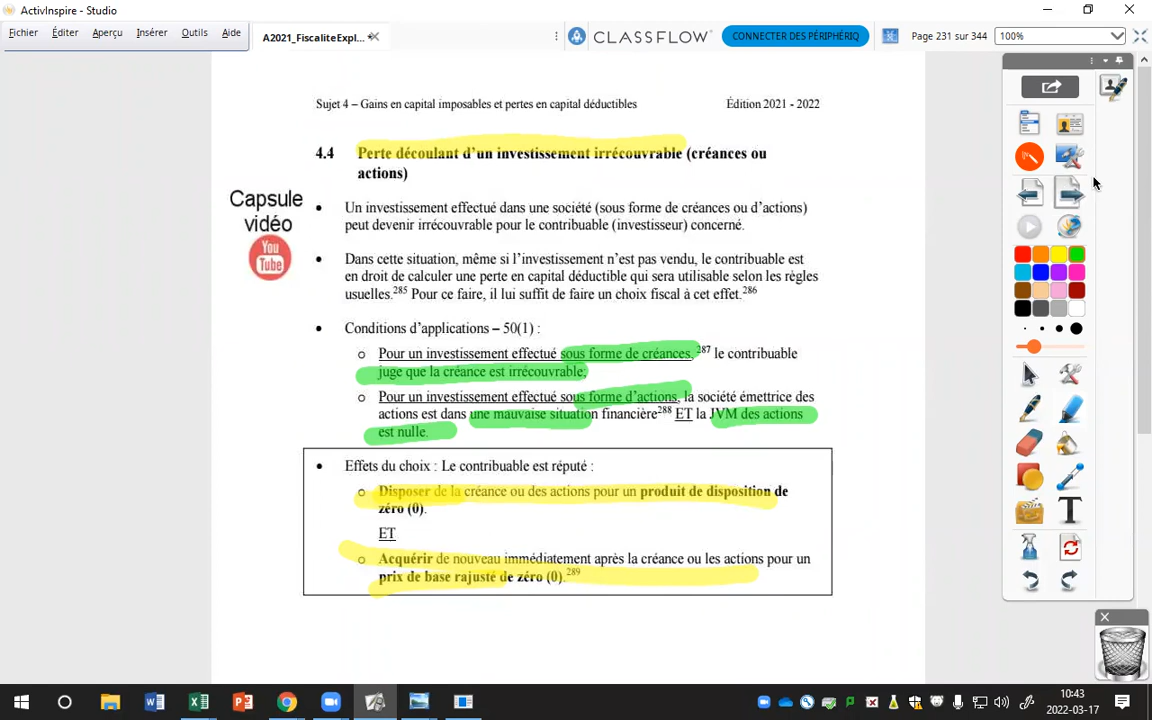 ActivInspire - Studio
Fichier Éditer Aperçu Insérer Outils Aide
A2021_FiscaliteExpl...
CLASSFLOW
CONNECTER DES PÉRIPHÉRIQ
Page 231 sur 344
100%
Sujet 4 – Gains en capital imposables et pertes en capital déductibles Édition 2021 - 2022
4.4 Perte découlant d'un investissement irrécouvrable (créances ou
actions)
Capsule
vidéo
You
Tube
• Un investissement effectué dans une société (sous forme de créances ou d'actions)
peut devenir irrécouvrable pour le contribuable (investisseur) concerné.
• Dans cette situation, même si l'investissement n'est pas vendu, le contribuable est
en droit de calculer une perte en capital déductible qui sera utilisable selon les règles
usuelles.285 Pour ce faire, il lui suffit de faire un choix fiscal à cet effet.286
• Conditions d'applications – 50(1) :
o Pour un investissement effectué sous forme de créances,287 le contribuable
juge que la créance est irrécouvrable;
o Pour un investissement effectué sous forme d'actions, la société émettrice des
actions est dans une mauvaise situation financière288 ET la JVM des actions
est nulle.
• Effets du choix : Le contribuable est réputé :
o Disposer de la créance ou des actions pour un produit de disposition de
zéro (0).
ET
o Acquérir de nouveau immédiatement après la créance ou les actions pour un
prix de base rajusté de zéro (0).289
10:43
2022-03-17